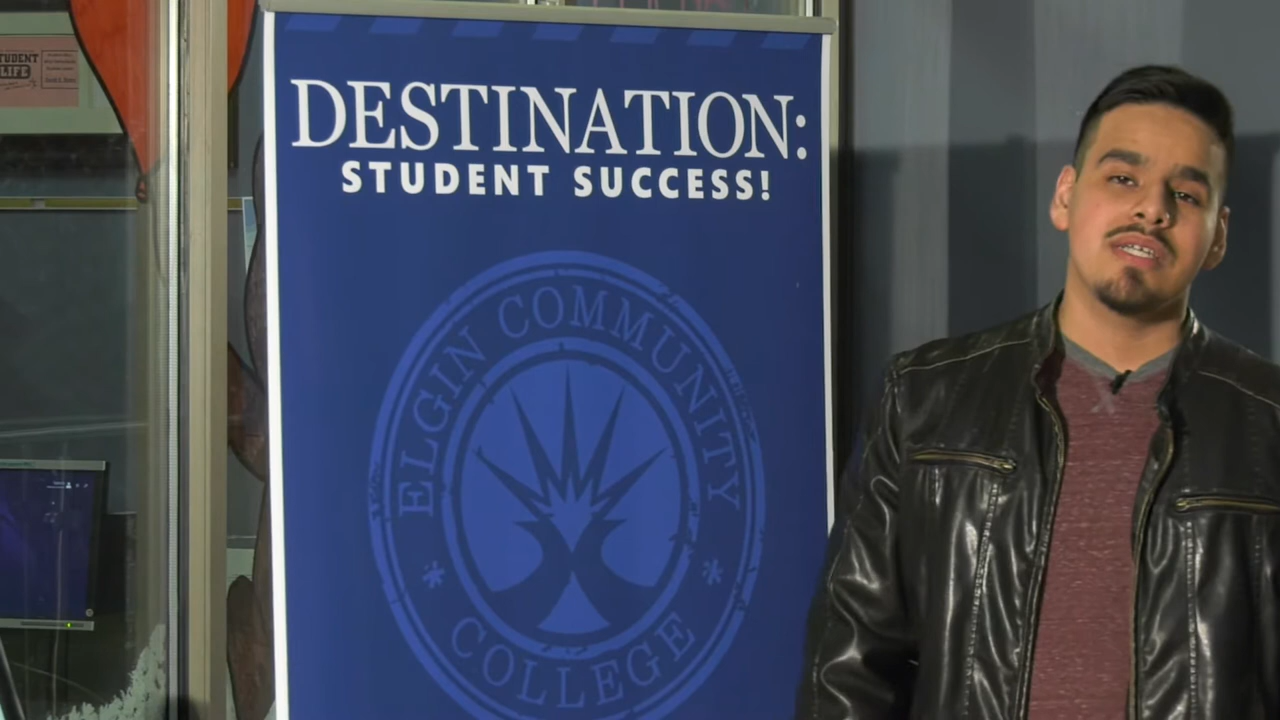 STUDENT
LIFE
DESTINATION:
STUDENT SUCCESS!
ELGIN COMMUNITY
* COLLEGE *